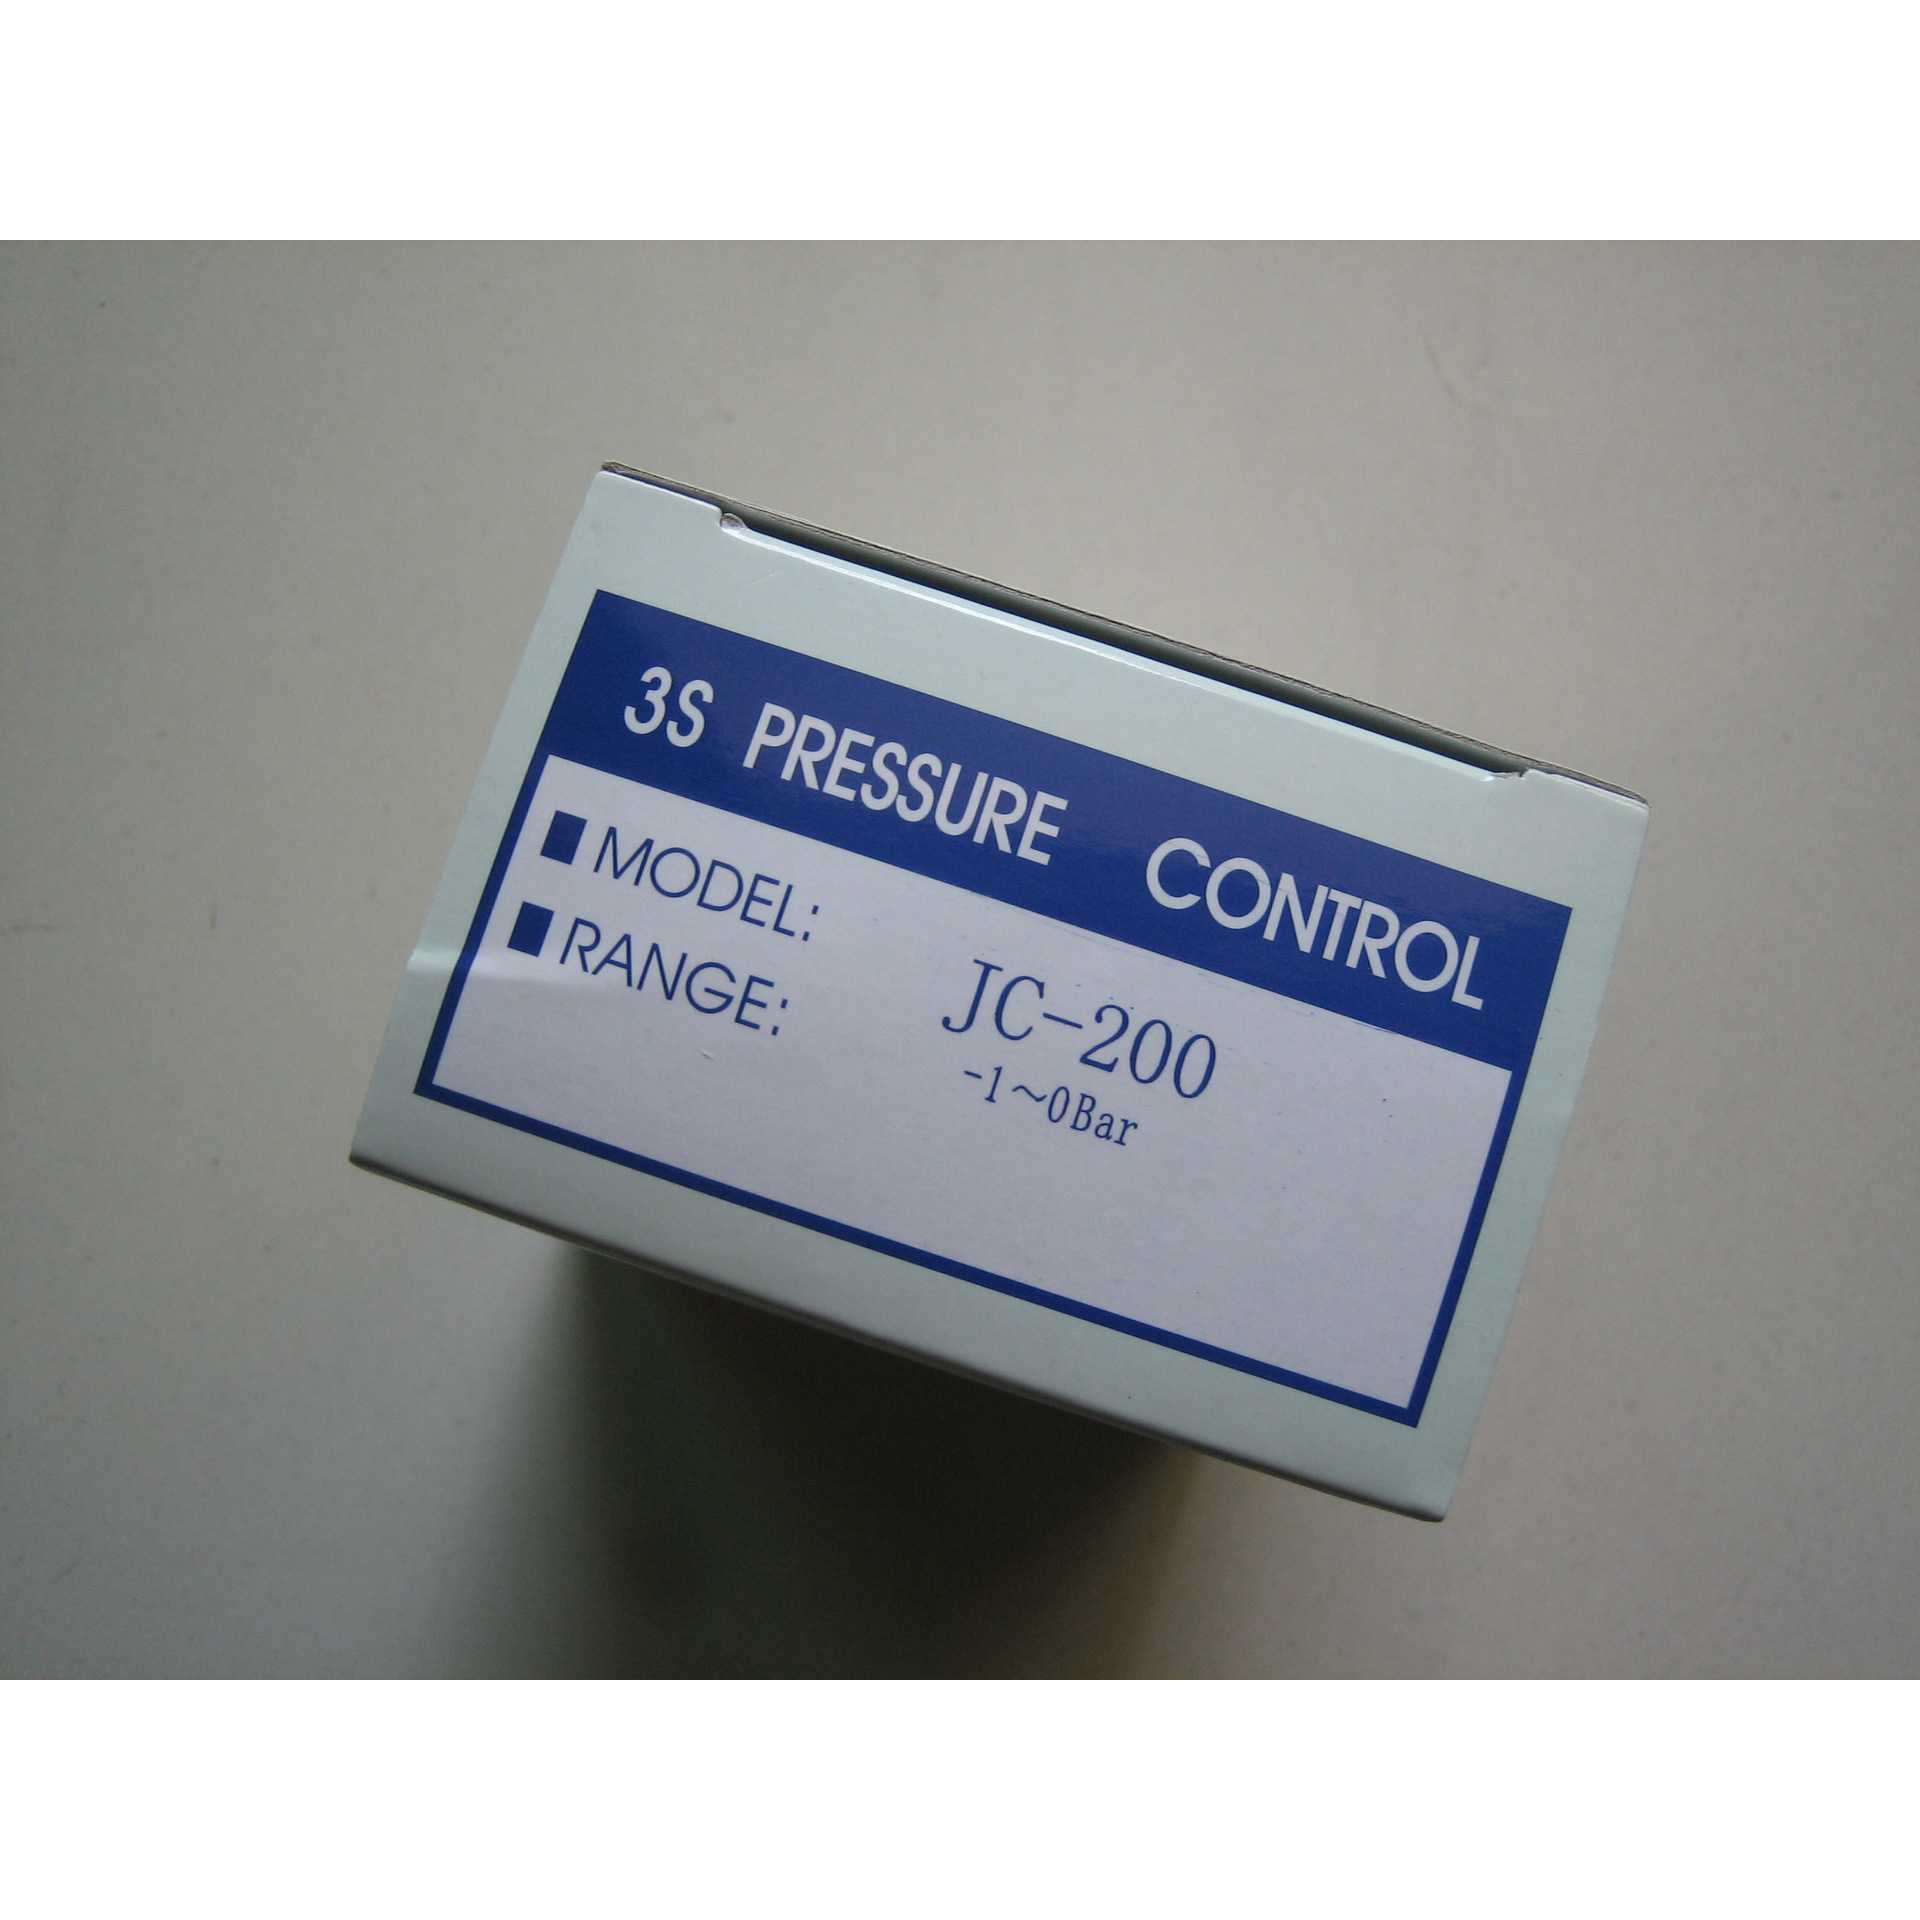 3S PRESSURE CONTROL
MODEL: JC-200
RANGE: -1~0Bar